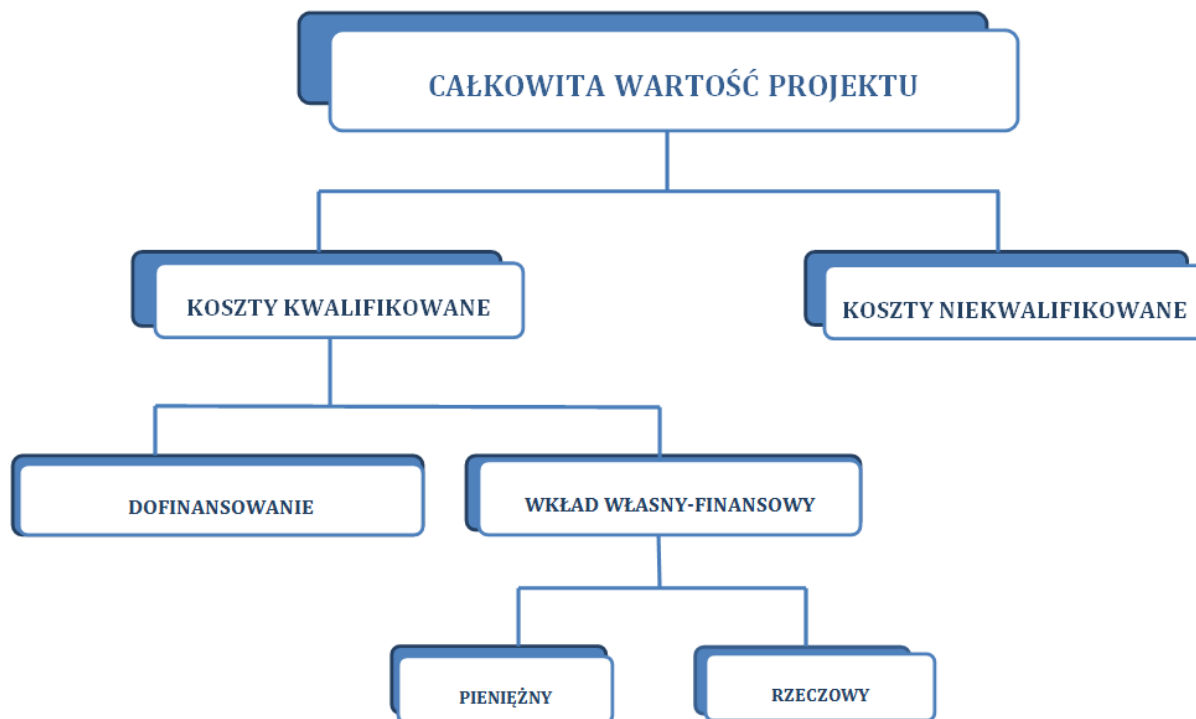 CAŁKOWITA WARTOŚĆ PROJEKTU
KOSZTY KWALIFIKOWANE
KOSZTY NIEKWALIFIKOWANE
DOFINANSOWANIE
WKŁAD WŁASNY-FINANSOWY
PIENIĘŻNY
RZECZOWY